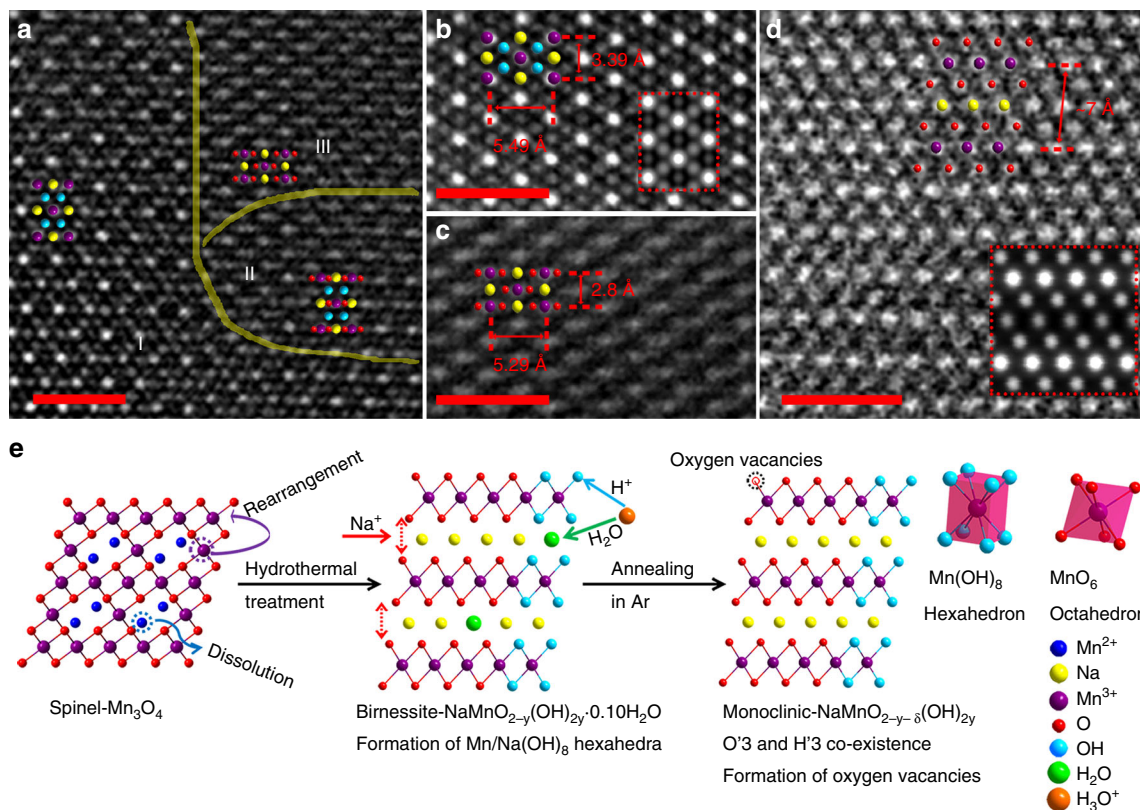 a
III
II
I
b
3.39 Å
5.49 Å
c
2.8 Å
5.29 Å
d
~7 Å
e
Rearrangement
Dissolution
Spinel-Mn₃O₄
Hydrothermal
treatment
Na⁺
H⁺
H₂O
Birnessite-NaMnO₂₋y(OH)₂y·0.10H₂O
Formation of Mn/Na(OH)₈ hexahedra
Annealing
in Ar
Oxygen vacancies
Monoclinic-NaMnO₂₋y₋δ(OH)₂y
O'3 and H'3 co-existence
Formation of oxygen vacancies
Mn(OH)₈
Hexahedron
MnO₆
Octahedron
Mn²⁺
Na
Mn³⁺
O
OH
H₂O
H₃O⁺